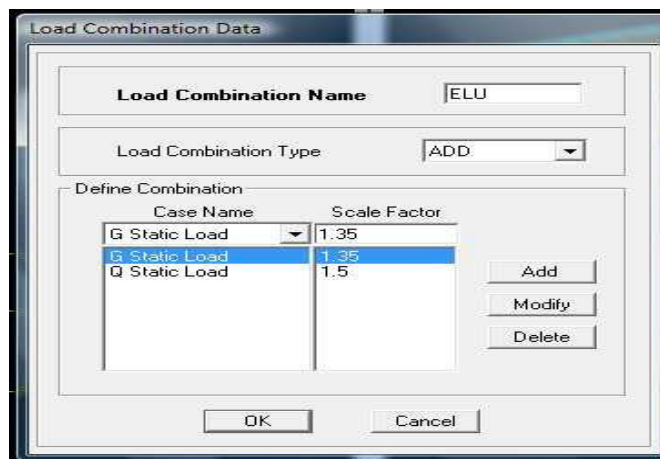 Load Combination Data
Load Combination Name ELU
Load Combination Type ADD
Define Combination
Case Name Scale Factor
G Static Load 1.35
G Static Load 1.35
Q Static Load 1.5
Add
Modify
Delete
OK Cancel